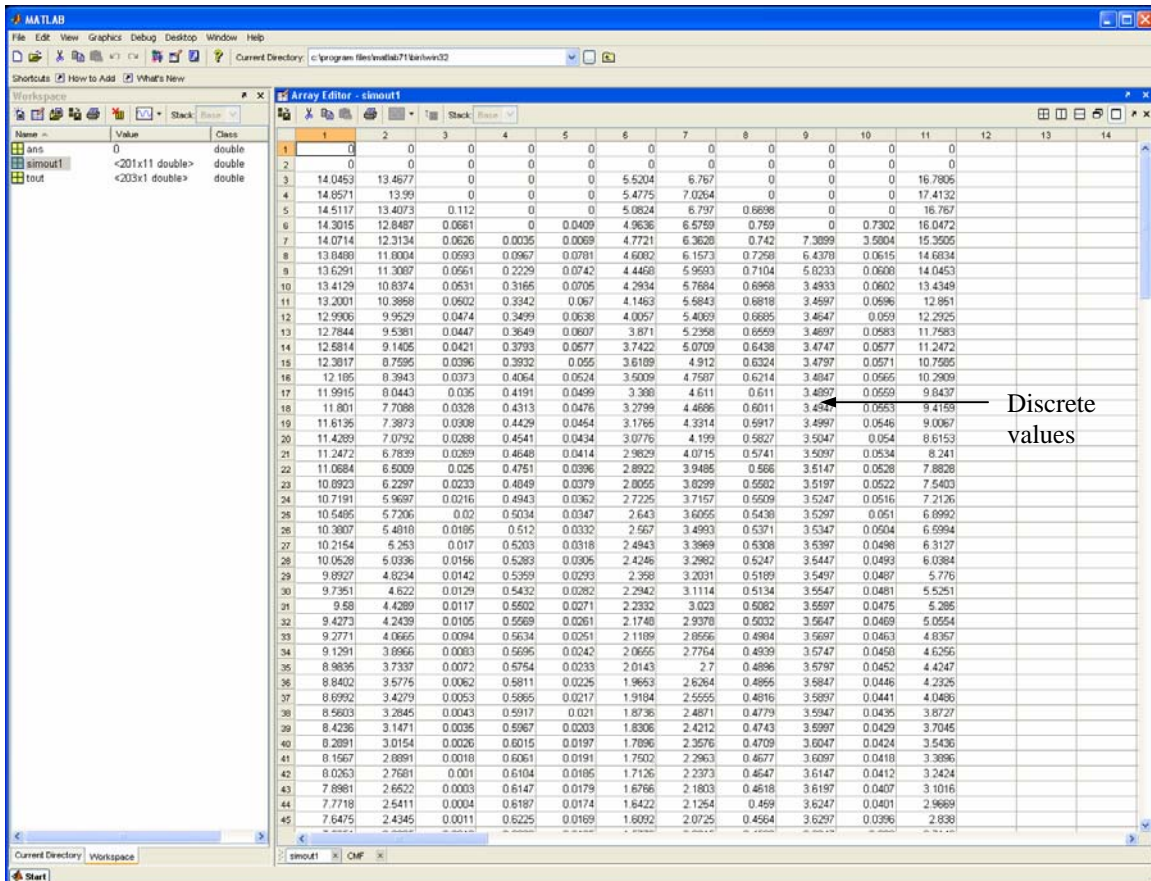 MATLAB
File Edit View Graphics Debug Desktop Window Help
Current Directory: c:\program files\matlab71\bin\win32
Shortcuts How to Add What's New
Workspace
Stack: Base
Name Value Class
ans 0 double
simout1 <201x11 double> double
tout <203x1 double> double
Array Editor - simout1
Stack: Base
1 2 3 4 5 6 7 8 9 10 11 12 13 14
1 0 0 0 0 0 0 0 0 0 0 0
2 0 0 0 0 0 0 0 0 0 0 0
3 14.0453 13.4677 0 0 0 5.5204 6.767 0 0 0 16.7805
4 14.8571 13.99 0 0 0 5.4775 7.0264 0 0 0 17.4132
5 14.5117 13.4073 0.112 0 0 5.0824 6.797 0.6698 0 0 16.767
6 14.3015 12.8487 0.0661 0 0.0409 4.9636 6.5759 0.759 0 0.7302 16.0472
7 14.0714 12.3134 0.0626 0.0035 0.0069 4.7721 6.3628 0.742 7.3899 3.5804 15.3505
8 13.8488 11.8004 0.0593 0.0967 0.0781 4.6082 6.1573 0.7258 6.4378 0.0615 14.6834
9 13.6291 11.3087 0.0561 0.2229 0.0742 4.4468 5.9593 0.7104 5.8233 0.0608 14.0453
10 13.4129 10.8374 0.0531 0.3165 0.0705 4.2934 5.7684 0.6958 3.4933 0.0602 13.4349
11 13.2001 10.3858 0.0502 0.3342 0.067 4.1463 5.5843 0.6818 3.4597 0.0596 12.851
12 12.9906 9.9529 0.0474 0.3499 0.0638 4.0057 5.4069 0.6685 3.4647 0.059 12.2925
13 12.7844 9.5381 0.0447 0.3649 0.0607 3.871 5.2358 0.6559 3.4697 0.0583 11.7583
14 12.5814 9.1405 0.0421 0.3793 0.0577 3.7422 5.0709 0.6438 3.4747 0.0577 11.2472
15 12.3817 8.7595 0.0396 0.3932 0.055 3.6189 4.912 0.6324 3.4797 0.0571 10.7585
16 12.185 8.3943 0.0373 0.4064 0.0524 3.5009 4.7587 0.6214 3.4847 0.0565 10.2909
17 11.9915 8.0443 0.035 0.4191 0.0499 3.388 4.611 0.611 3.4897 0.0559 9.8437
18 11.801 7.7088 0.0328 0.4313 0.0476 3.2799 4.4686 0.6011 3.4947 0.0553 9.4159
19 11.6135 7.3873 0.0308 0.4429 0.0454 3.1765 4.3314 0.5917 3.4997 0.0546 9.0067
20 11.4289 7.0792 0.0288 0.4541 0.0434 3.0776 4.199 0.5827 3.5047 0.054 8.6153
21 11.2472 6.7839 0.0269 0.4648 0.0414 2.9829 4.0715 0.5741 3.5097 0.0534 8.241
22 11.0684 6.5009 0.025 0.4751 0.0396 2.8922 3.9485 0.566 3.5147 0.0528 7.8828
23 10.8923 6.2297 0.0233 0.4849 0.0379 2.8055 3.8299 0.5582 3.5197 0.0522 7.5403
24 10.7191 5.9697 0.0216 0.4943 0.0362 2.7225 3.7157 0.5509 3.5247 0.0516 7.2126
25 10.5485 5.7206 0.02 0.5034 0.0347 2.643 3.6055 0.5438 3.5297 0.051 6.8992
26 10.3807 5.4818 0.0185 0.512 0.0332 2.567 3.4993 0.5371 3.5347 0.0504 6.5994
27 10.2154 5.253 0.017 0.5203 0.0318 2.4943 3.3969 0.5308 3.5397 0.0498 6.3127
28 10.0528 5.0336 0.0156 0.5283 0.0305 2.4246 3.2982 0.5247 3.5447 0.0493 6.0384
29 9.8927 4.8234 0.0142 0.5359 0.0293 2.358 3.2031 0.5189 3.5497 0.0487 5.776
30 9.7351 4.622 0.0129 0.5432 0.0282 2.2942 3.1114 0.5134 3.5547 0.0481 5.5251
31 9.58 4.4289 0.0117 0.5502 0.0271 2.2332 3.023 0.5082 3.5597 0.0475 5.285
32 9.4273 4.2439 0.0105 0.5569 0.0261 2.1748 2.9378 0.5032 3.5647 0.0469 5.0554
33 9.2771 4.0665 0.0094 0.5634 0.0251 2.1189 2.8556 0.4984 3.5697 0.0463 4.8357
34 9.1291 3.8966 0.0083 0.5695 0.0242 2.0655 2.7764 0.4939 3.5747 0.0458 4.6256
35 8.9835 3.7337 0.0072 0.5754 0.0233 2.0143 2.7 0.4896 3.5797 0.0452 4.4247
36 8.8402 3.5775 0.0062 0.5811 0.0225 1.9653 2.6264 0.4855 3.5847 0.0446 4.2325
37 8.6992 3.4279 0.0053 0.5865 0.0217 1.9184 2.5555 0.4816 3.5897 0.0441 4.0486
38 8.5603 3.2845 0.0043 0.5917 0.021 1.8736 2.4871 0.4779 3.5947 0.0435 3.8727
39 8.4236 3.1471 0.0035 0.5967 0.0203 1.8306 2.4212 0.4743 3.5997 0.0429 3.7045
40 8.2891 3.0154 0.0026 0.6015 0.0197 1.7896 2.3576 0.4709 3.6047 0.0424 3.5436
41 8.1567 2.8891 0.0018 0.6061 0.0191 1.7502 2.2963 0.4677 3.6097 0.0418 3.3896
42 8.0263 2.7681 0.001 0.6104 0.0185 1.7126 2.2373 0.4647 3.6147 0.0412 3.2424
43 7.8981 2.6522 0.0003 0.6147 0.0179 1.6766 2.1803 0.4618 3.6197 0.0407 3.1016
44 7.7718 2.5411 0.0004 0.6187 0.0174 1.6422 2.1254 0.459 3.6247 0.0401 2.9669
45 7.6475 2.4345 0.0011 0.6225 0.0169 1.6092 2.0725 0.4564 3.6297 0.0396 2.838
Discrete
values
Current Directory Workspace
simout1 CMF
Start